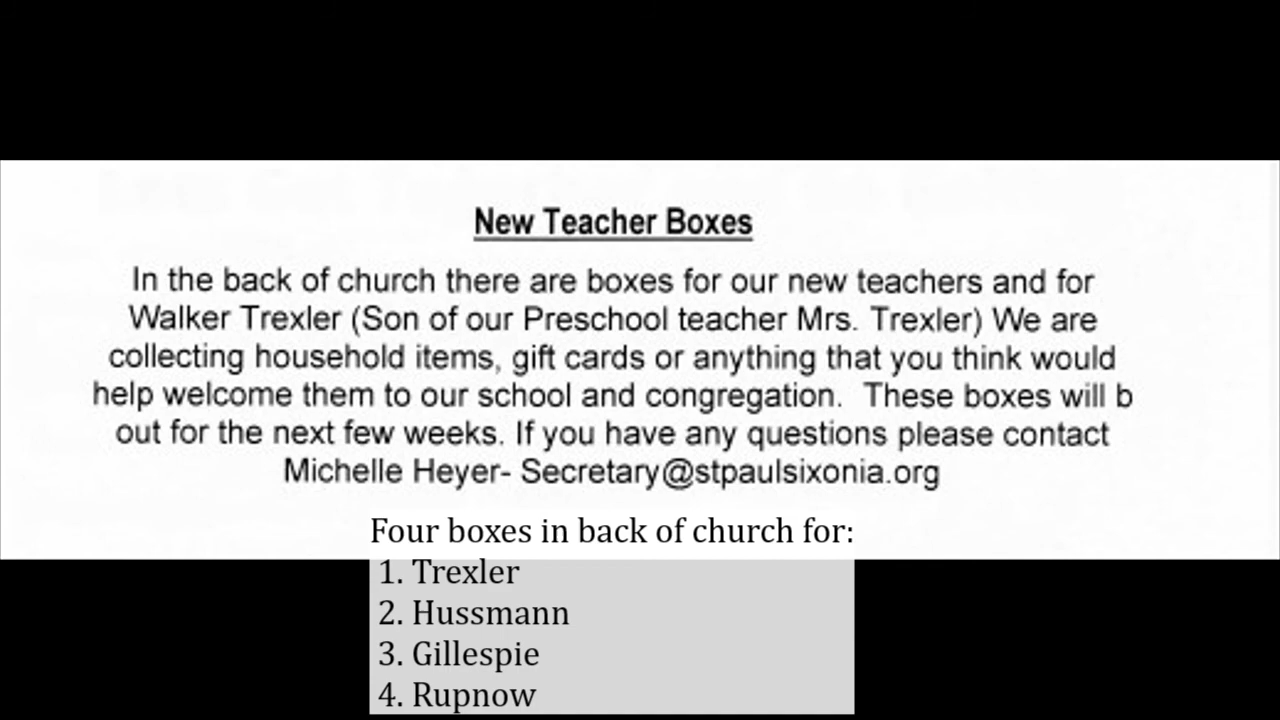 New Teacher Boxes
In the back of church there are boxes for our new teachers and for
Walker Trexler (Son of our Preschool teacher Mrs. Trexler) We are
collecting household items, gift cards or anything that you think would
help welcome them to our school and congregation. These boxes will b
out for the next few weeks. If you have any questions please contact
Michelle Heyer- Secretary@stpaulsixonia.org
Four boxes in back of church for:
1. Trexler
2. Hussmann
3. Gillespie
4. Rupnow